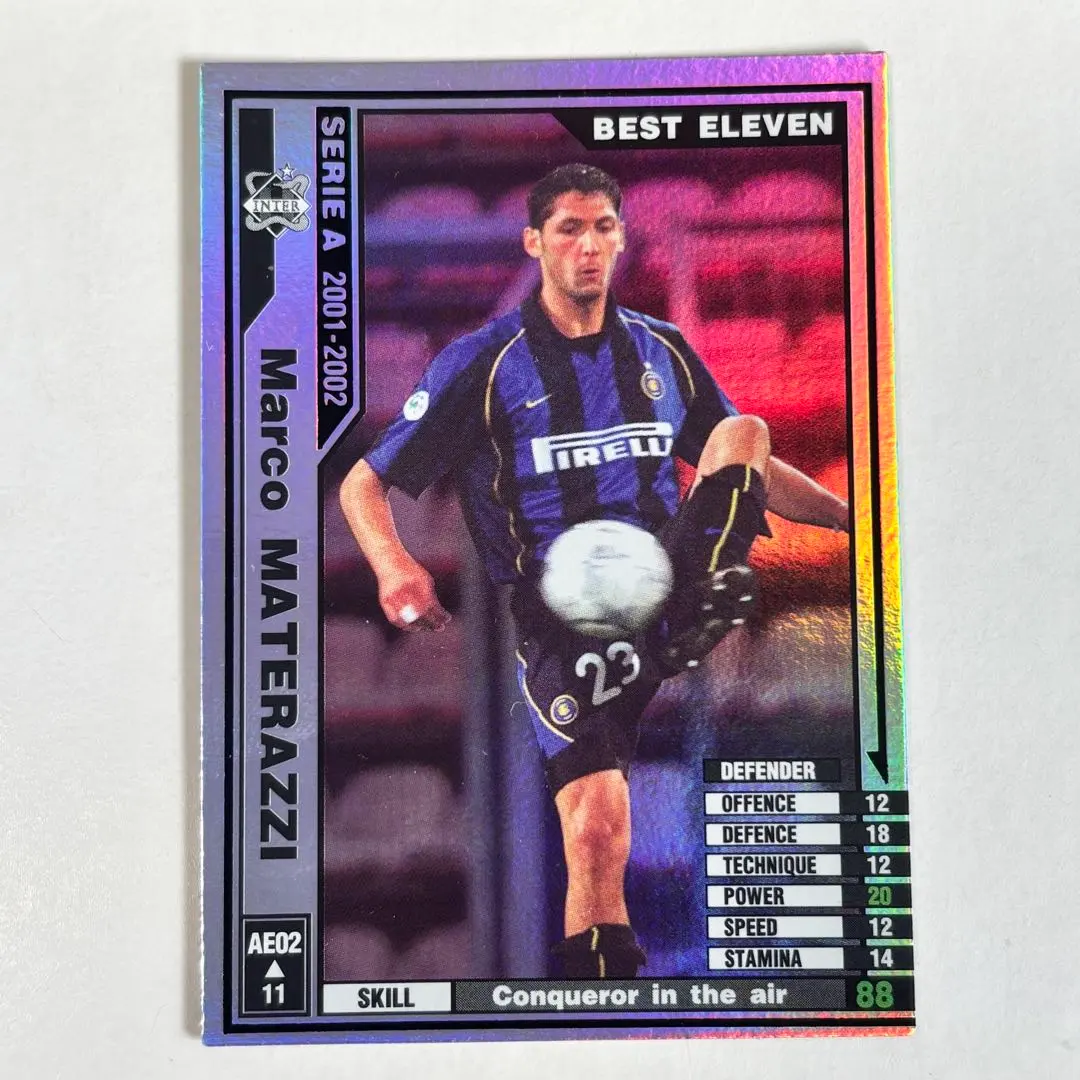 BEST ELEVEN
SERIE A 2001-2002
INTER
Marco MATERAZZI
PIRELLI
23
DEFENDER
OFFENCE 12
DEFENCE 18
TECHNIQUE 12
POWER 20
SPEED 12
STAMINA 14
AE02
11
SKILL Conqueror in the air 88